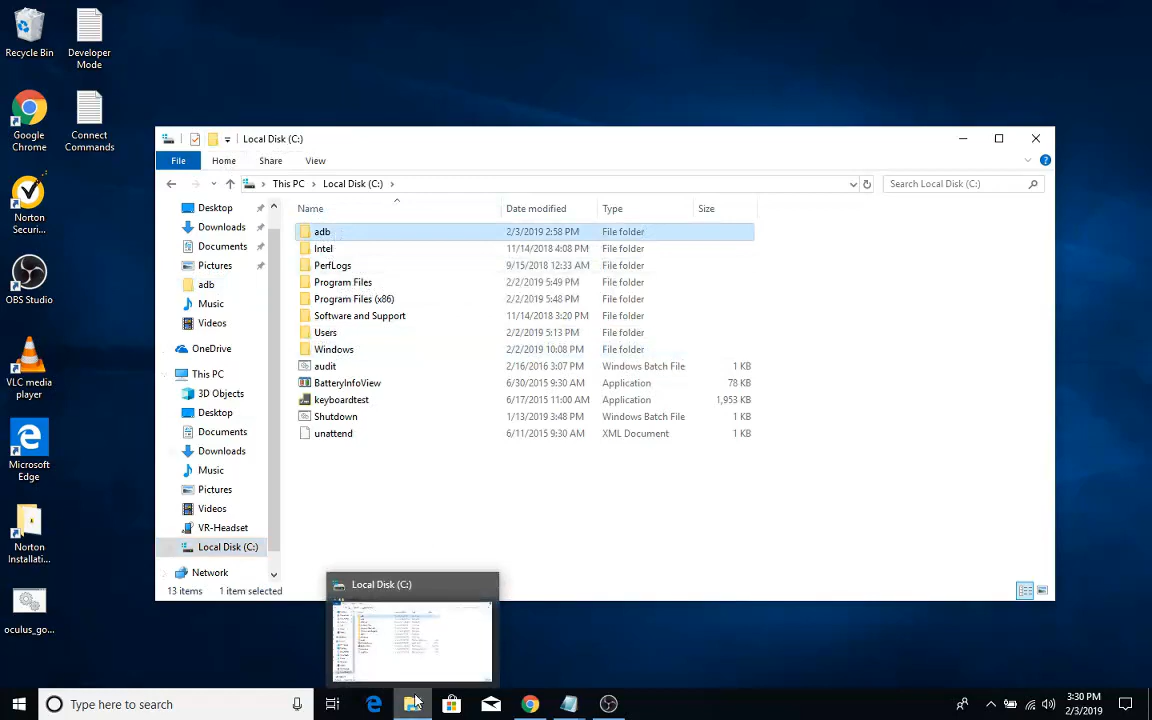 Recycle Bin
Developer
Mode
Google
Chrome
Connect
Commands
Norton
Securi...
OBS Studio
VLC media
player
Microsoft
Edge
Norton
Installati...
oculus_go...
Local Disk (C:)
File Home Share View
This PC Local Disk (C:)
Search Local Disk (C:)
Desktop
Downloads
Documents
Pictures
adb
Music
Videos
OneDrive
This PC
3D Objects
Desktop
Documents
Downloads
Music
Pictures
Videos
VR-Headset
Local Disk (C:)
Network
Name Date modified Type Size
adb 2/3/2019 2:58 PM File folder
Intel 11/14/2018 4:08 PM File folder
PerfLogs 9/15/2018 12:33 AM File folder
Program Files 2/2/2019 5:49 PM File folder
Program Files (x86) 2/2/2019 5:48 PM File folder
Software and Support 11/14/2018 3:20 PM File folder
Users 2/2/2019 5:13 PM File folder
Windows 2/2/2019 10:08 PM File folder
audit 2/16/2016 3:07 PM Windows Batch File 1 KB
BatteryInfoView 6/30/2015 9:30 AM Application 78 KB
keyboardtest 6/17/2015 11:00 AM Application 1,953 KB
Shutdown 1/13/2019 3:48 PM Windows Batch File 1 KB
unattend 6/11/2015 9:30 AM XML Document 1 KB
13 items 1 item selected
Local Disk (C:)
Type here to search
3:30 PM
2/3/2019